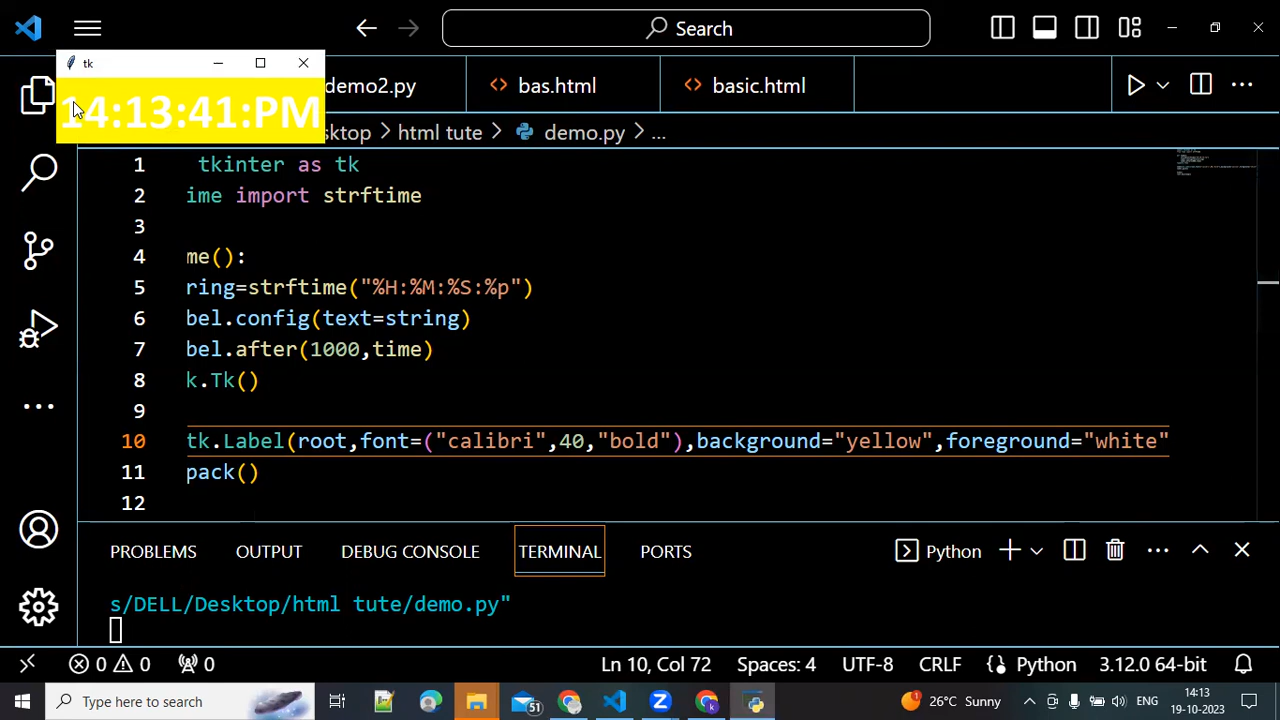 Search
tk
14:13:41:PM
demo2.py
bas.html
basic.html
sktop
html tute
demo.py
...
1 tkinter as tk
2 ime import strftime
3
4 me():
5 ring=strftime("%H:%M:%S:%p")
6 bel.config(text=string)
7 bel.after(1000,time)
8 k.Tk()
9
10 tk.Label(root,font=("calibri",40,"bold"),background="yellow",foreground="white"
11 pack()
12
PROBLEMS
OUTPUT
DEBUG CONSOLE
TERMINAL
PORTS
Python
s/DELL/Desktop/html tute/demo.py"
0
0
0
Ln 10, Col 72
Spaces: 4
UTF-8
CRLF
Python
3.12.0 64-bit
Type here to search
51
26°C Sunny
ENG
14:13
19-10-2023